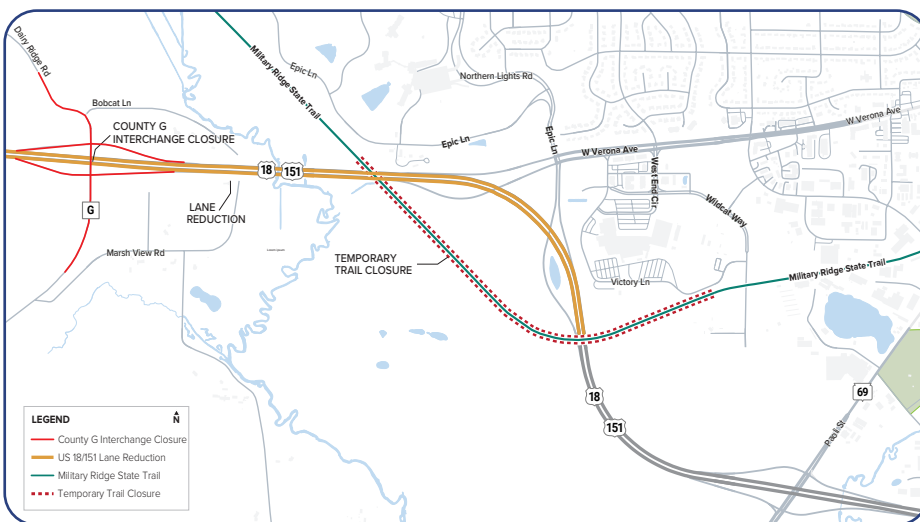 Dairy Ridge Rd
Bobcat Ln
COUNTY G
INTERCHANGE CLOSURE
Military Ridge State Trail
Epic Ln
Northern Lights Rd
Epic Ln
Epic Ln
W Verona Ave
W Verona Ave
West End Cir
Wildcat Way
18
151
LANE
REDUCTION
G
Marsh View Rd
TEMPORARY
TRAIL CLOSURE
Victory Ln
Military Ridge State Trail
18
151
69
Paoli St
LEGEND
N
County G Interchange Closure
US 18/151 Lane Reduction
Military Ridge State Trail
Temporary Trail Closure